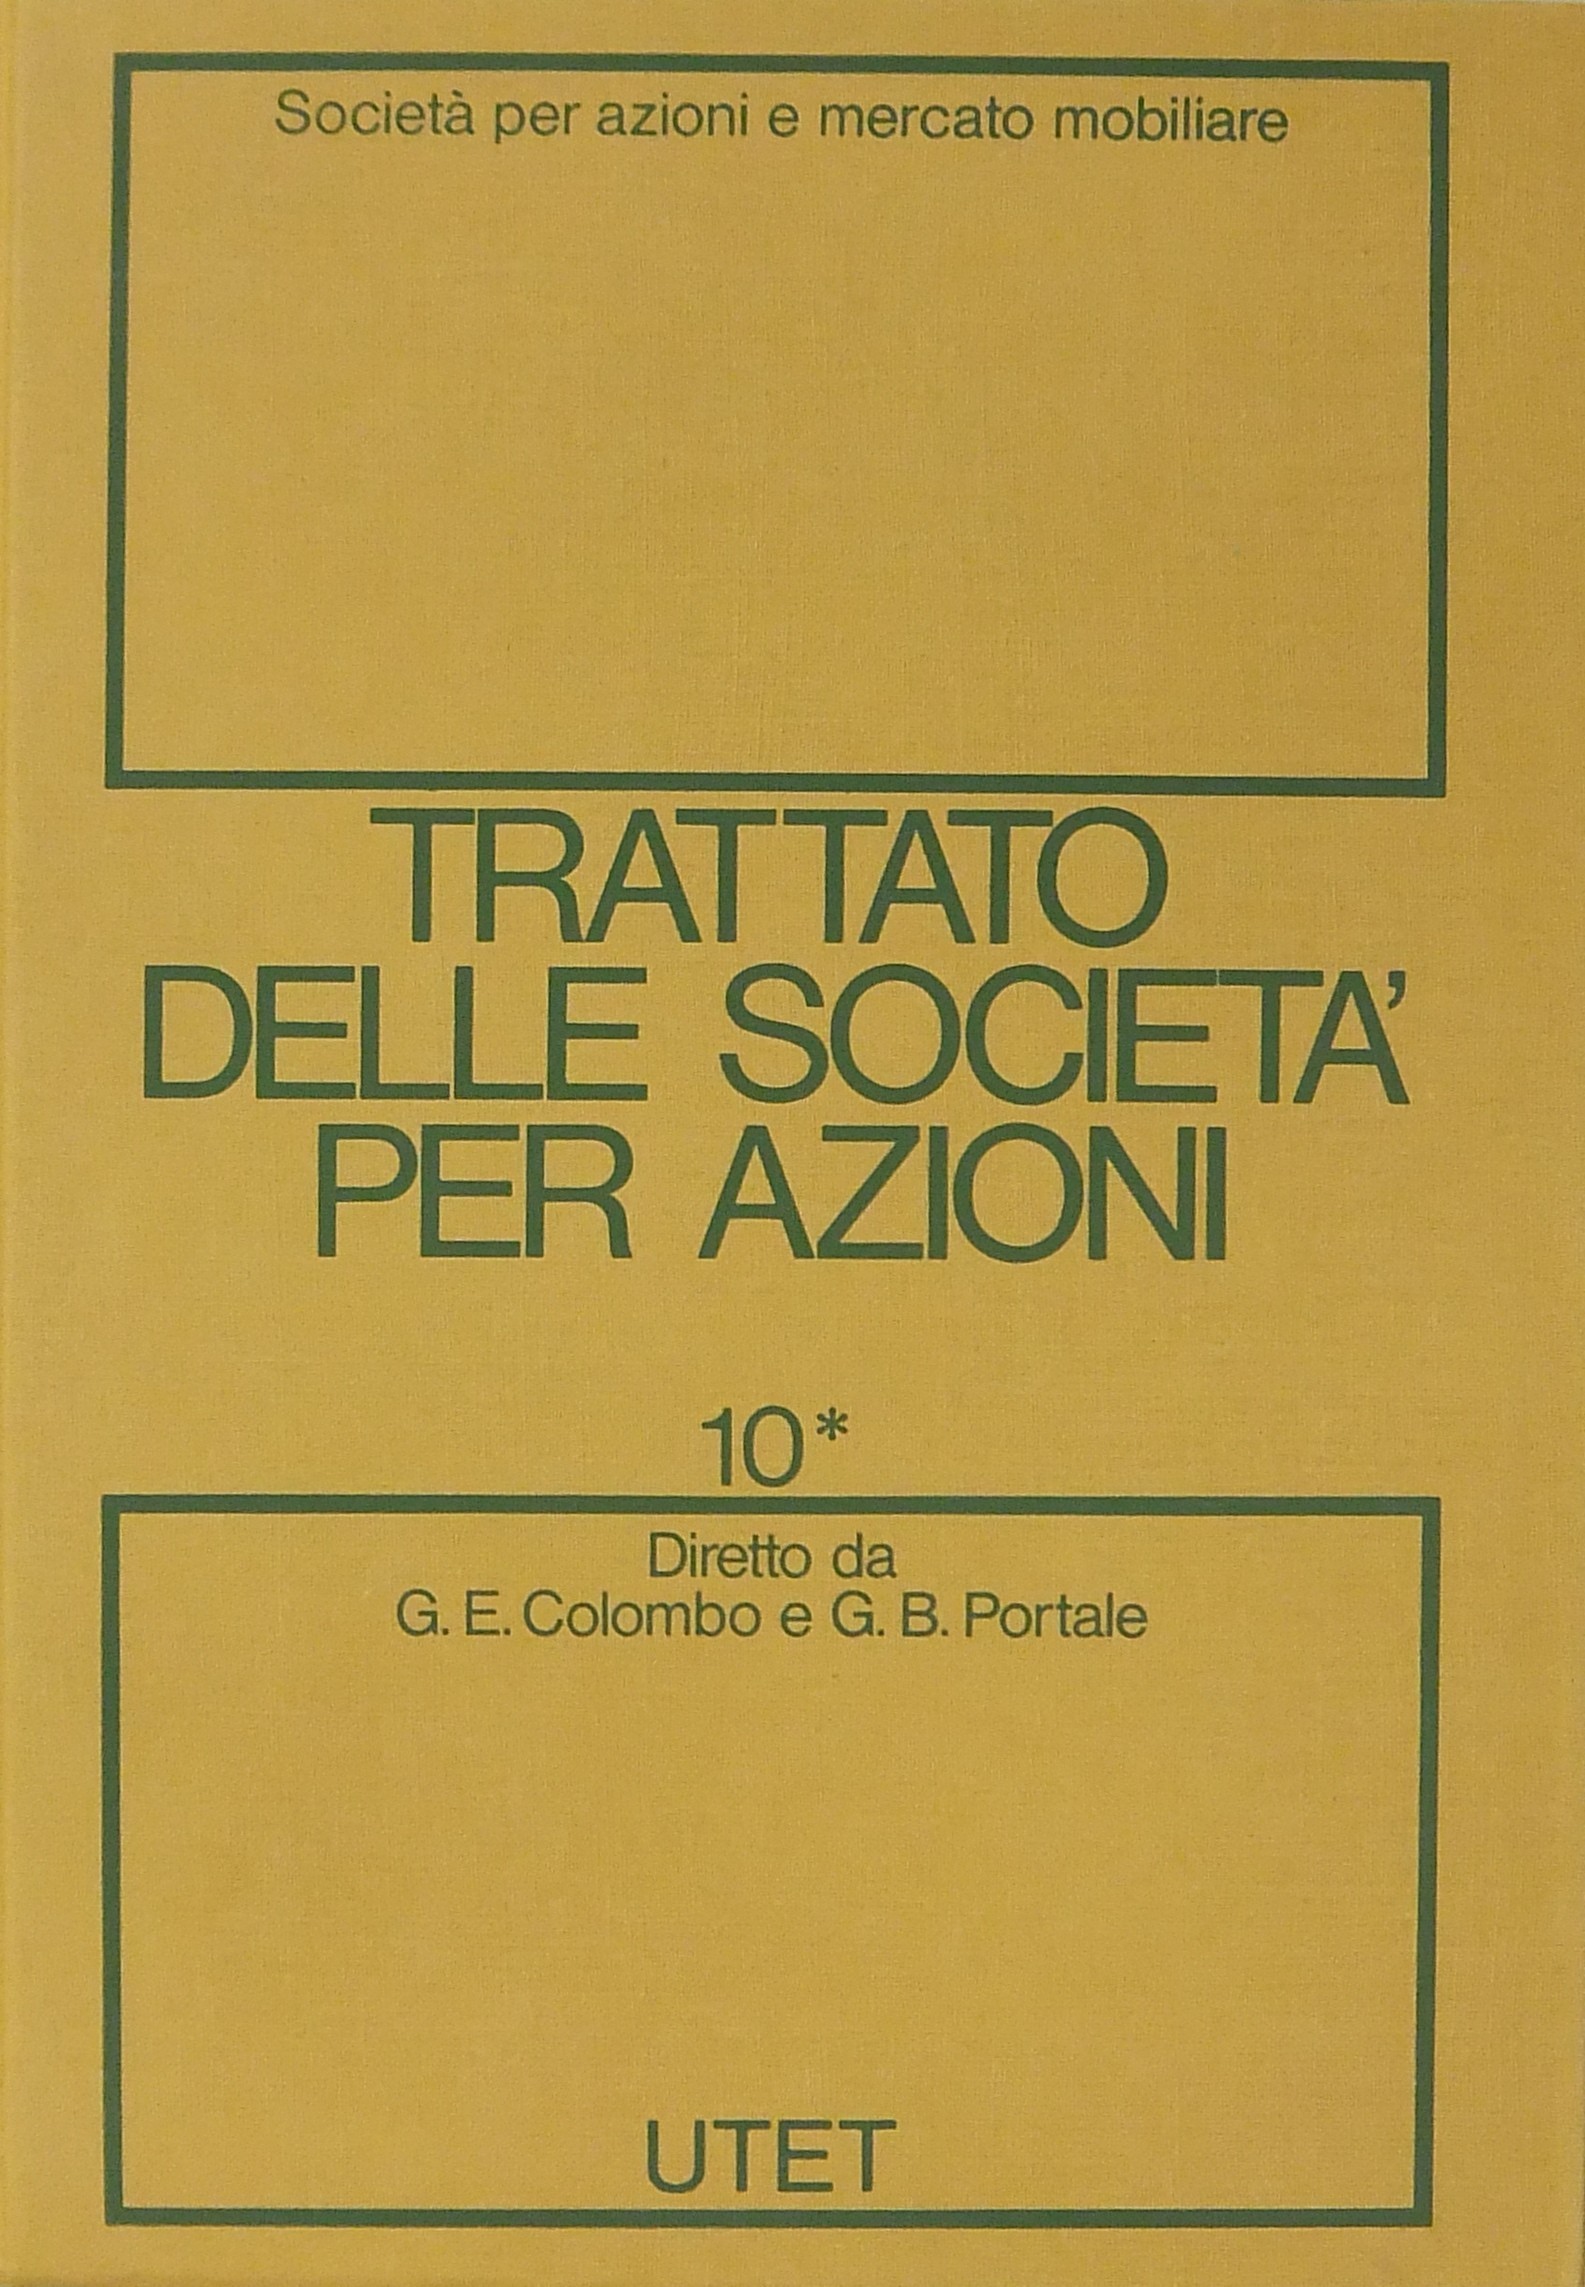 Società per azioni e mercato mobiliare
TRATTATO
DELLE SOCIETA'
PER AZIONI
10*
Diretto da
G. E. Colombo e G. B. Portale
UTET